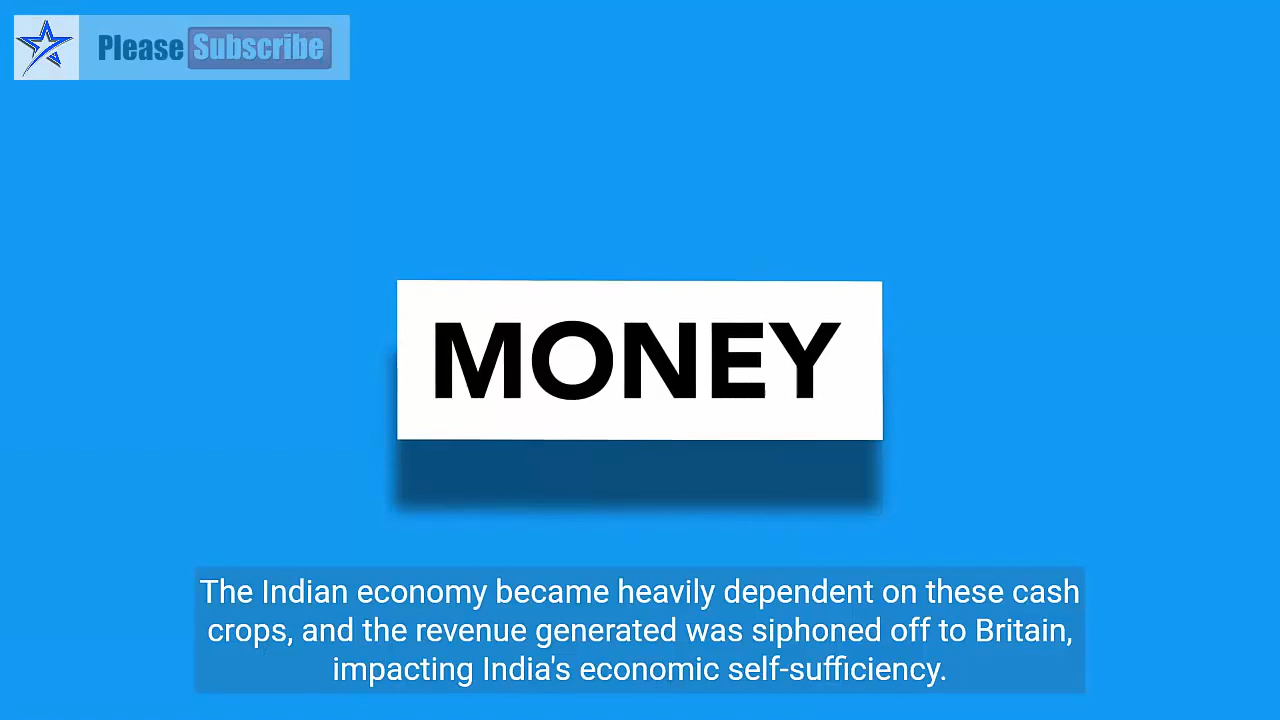 Please Subscribe
MONEY
The Indian economy became heavily dependent on these cash
crops, and the revenue generated was siphoned off to Britain,
impacting India's economic self-sufficiency.